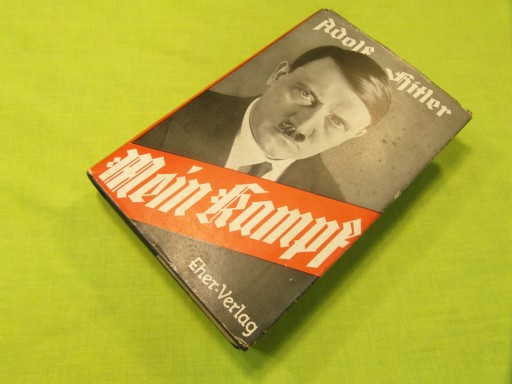 Adolf Hitler
Mein Kampf
Eher-Verlag